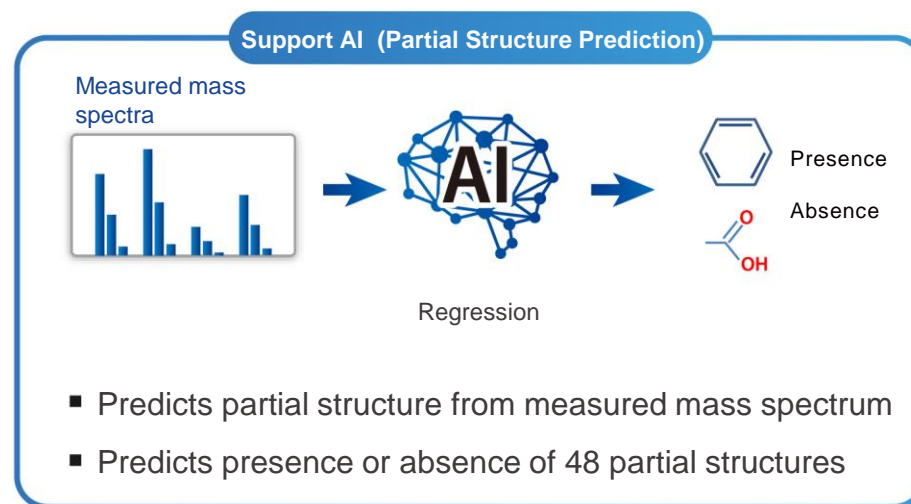 Support AI (Partial Structure Prediction)
Measured mass
spectra
AI
Presence
Absence
O
OH
Regression
▪ Predicts partial structure from measured mass spectrum
▪ Predicts presence or absence of 48 partial structures